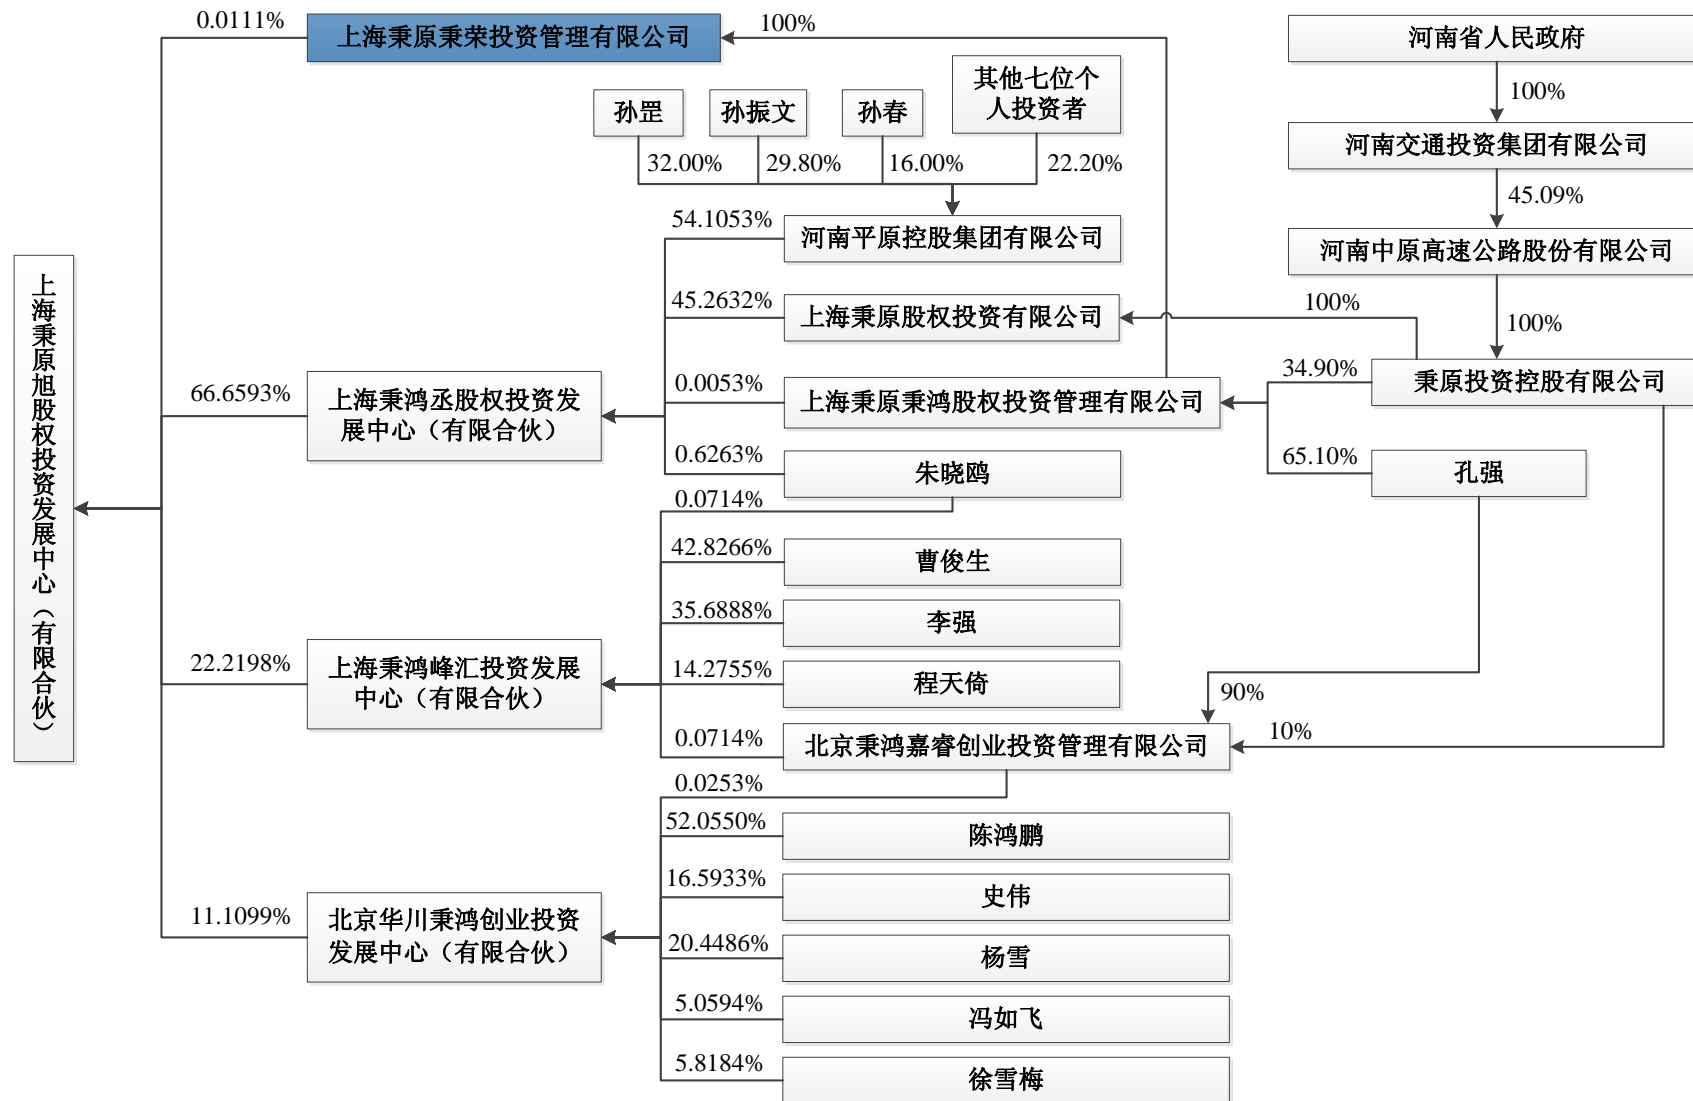 0.0111%
上海秉原秉荣投资管理有限公司
100%
河南省人民政府
100%
其他七位个
人投资者
孙罡
孙振文
孙春
32.00%
29.80%
16.00%
22.20%
河南交通投资集团有限公司
45.09%
54.1053%
河南平原控股集团有限公司
河南中原高速公路股份有限公司
100%
45.2632%
上海秉原股权投资有限公司
100%
上海秉原旭股权投资发展中心（有限合伙）
66.6593%
上海秉鸿丞股权投资发
展中心（有限合伙）
0.0053%
上海秉原秉鸿股权投资管理有限公司
34.90%
秉原投资控股有限公司
0.6263%
朱晓鸥
65.10%
孔强
0.0714%
42.8266%
曹俊生
35.6888%
李强
22.2198%
上海秉鸿峰汇投资发展
中心（有限合伙）
14.2755%
程天倚
90%
0.0714%
北京秉鸿嘉睿创业投资管理有限公司
10%
0.0253%
52.0550%
陈鸿鹏
16.5933%
史伟
11.1099%
北京华川秉鸿创业投资
发展中心（有限合伙）
20.4486%
杨雪
5.0594%
冯如飞
5.8184%
徐雪梅